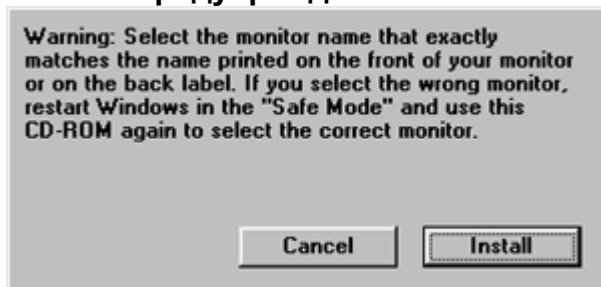 Warning: Select the monitor name that exactly
matches the name printed on the front of your monitor
or on the back label. If you select the wrong monitor,
restart Windows in the "Safe Mode" and use this
CD-ROM again to select the correct monitor.
Cancel Install